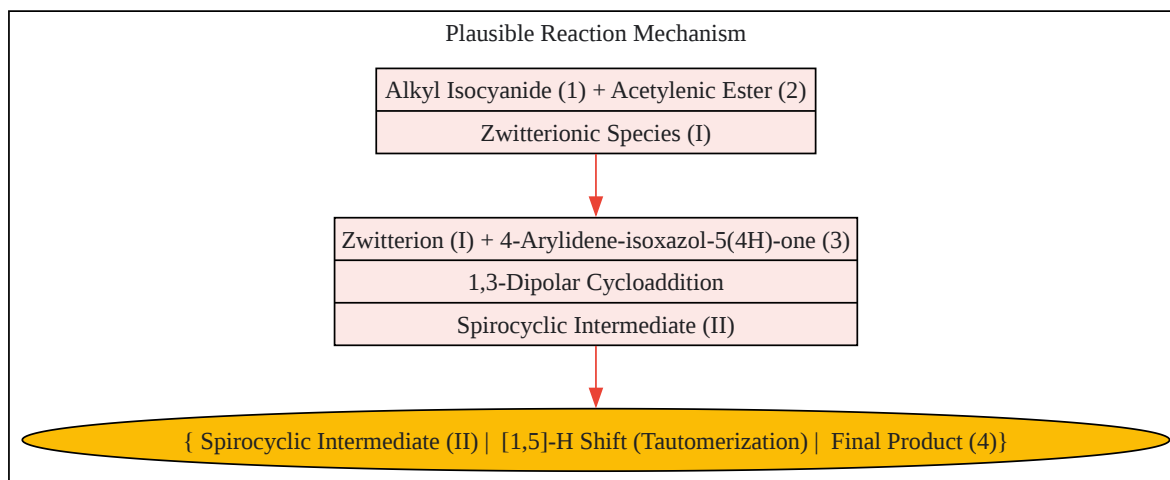 Plausible Reaction Mechanism
Alkyl Isocyanide (1) + Acetylenic Ester (2)
Zwitterionic Species (I)
Zwitterion (I) + 4-Arylidene-isoxazol-5(4H)-one (3)
1,3-Dipolar Cycloaddition
Spirocyclic Intermediate (II)
{ Spirocyclic Intermediate (II) | [1,5]-H Shift (Tautomerization) | Final Product (4)}